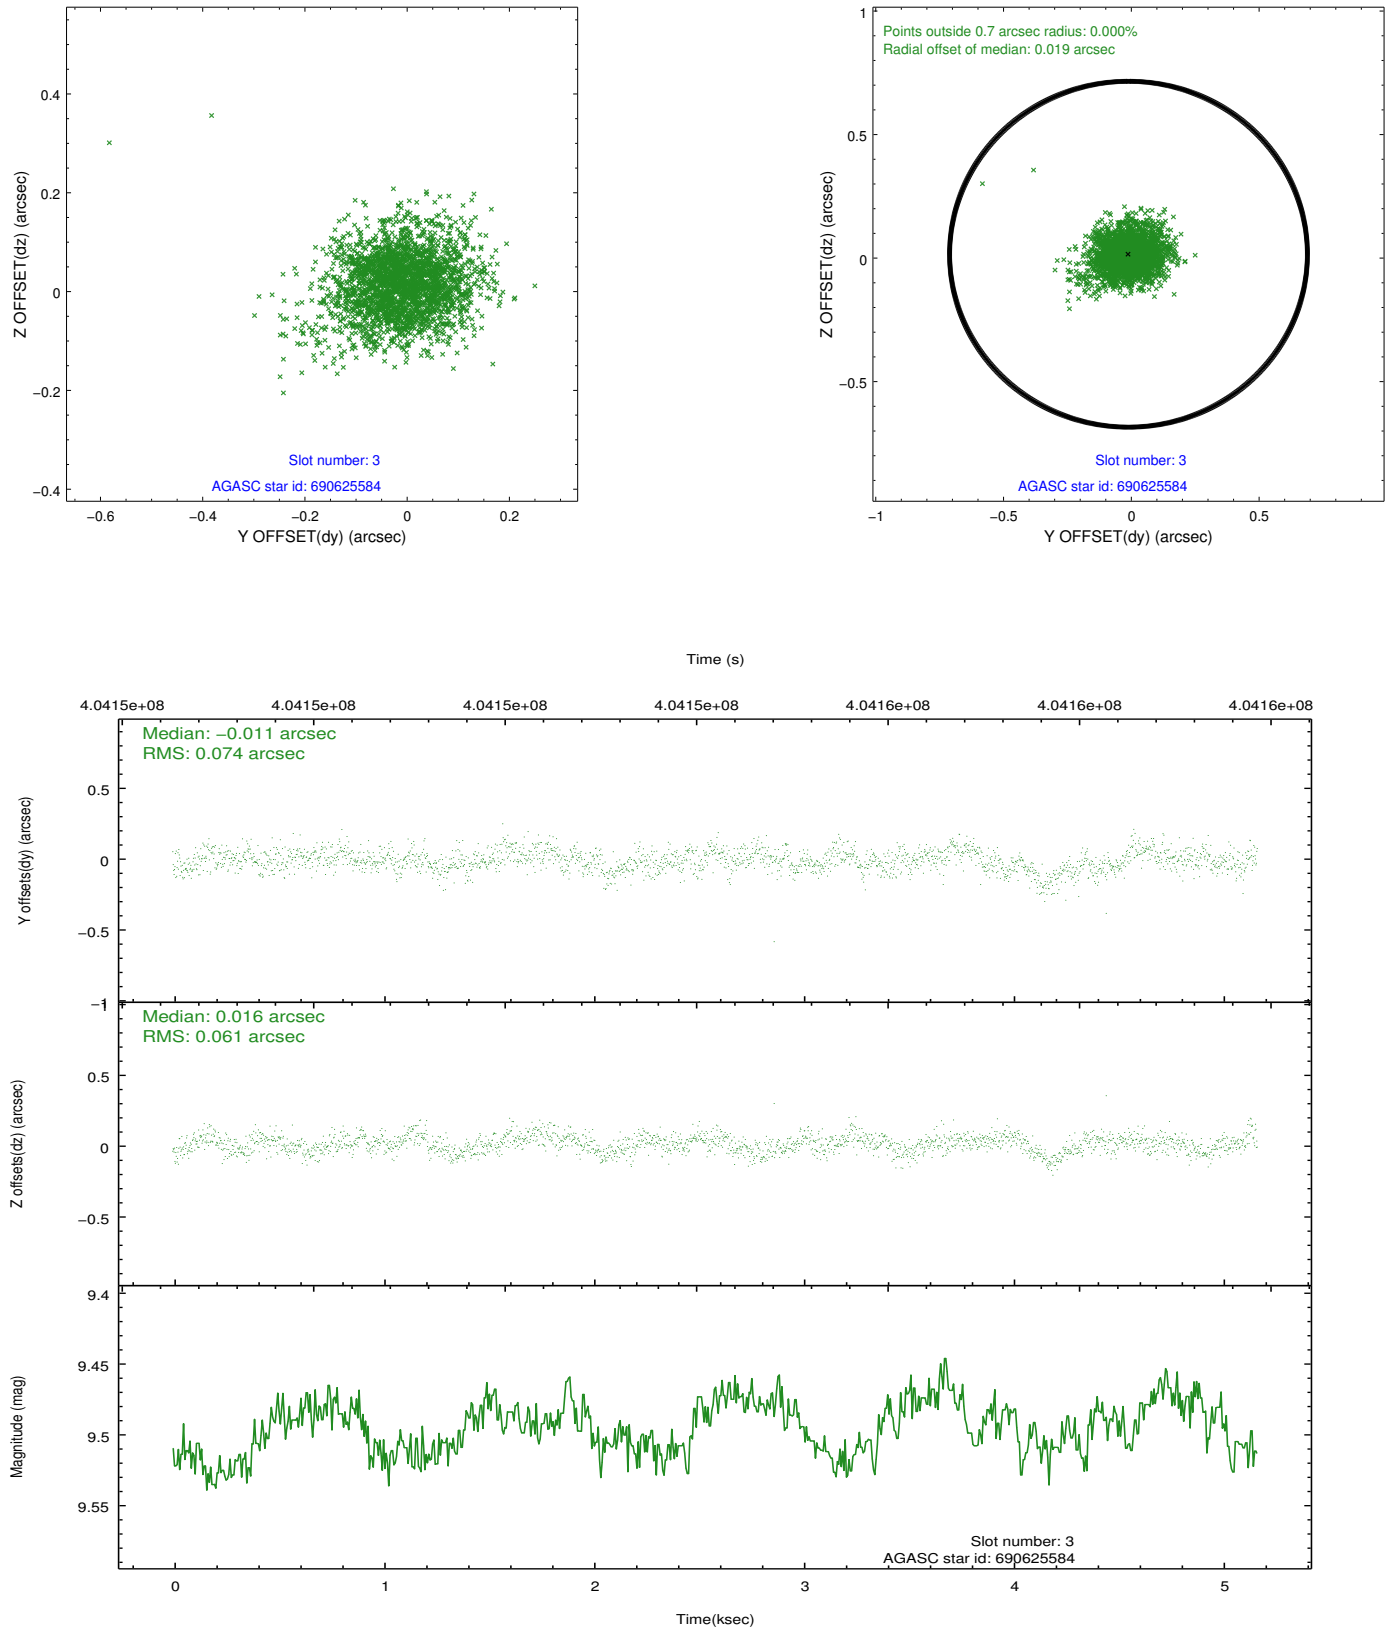 0.4
0.2
0
−0.2
−0.4
Z OFFSET(dz) (arcsec)
Slot number: 3
AGASC star id: 690625584
−0.6 −0.4 −0.2 0 0.2
Y OFFSET(dy) (arcsec)
Points outside 0.7 arcsec radius: 0.000%
Radial offset of median: 0.019 arcsec
1
0.5
0
−0.5
Z OFFSET(dz) (arcsec)
Slot number: 3
AGASC star id: 690625584
−1 −0.5 0 0.5
Y OFFSET(dy) (arcsec)
Time (s)
4.0415e+08 4.0415e+08 4.0415e+08 4.0415e+08 4.0416e+08 4.0416e+08 4.0416e+08
Median: −0.011 arcsec
RMS: 0.074 arcsec
0.5
0
−0.5
−1
Y offsets(dy) (arcsec)
Median: 0.016 arcsec
RMS: 0.061 arcsec
0.5
0
−0.5
Z offsets(dz) (arcsec)
9.4
9.45
9.5
9.55
Magnitude (mag)
Slot number: 3
AGASC star id: 690625584
0 1 2 3 4 5
Time(ksec)